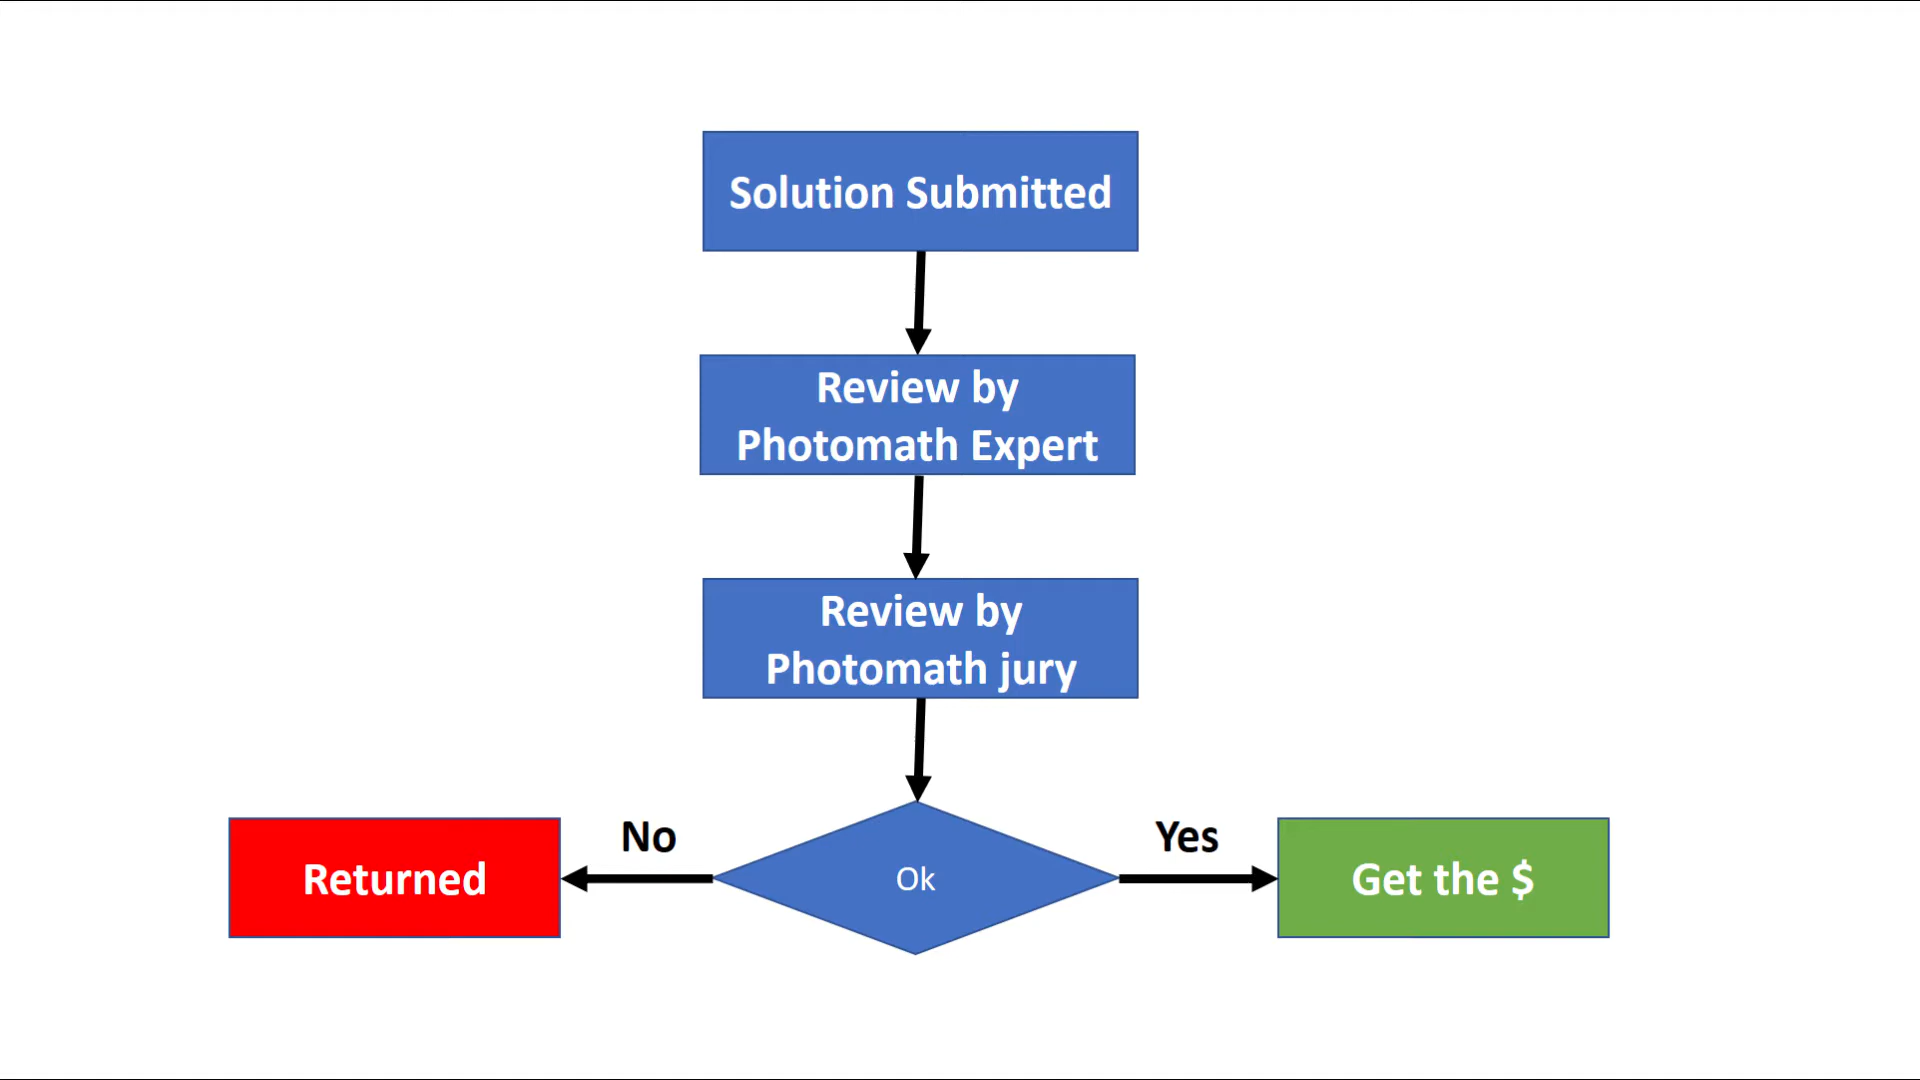 Solution Submitted
Review by
Photomath Expert
Review by
Photomath jury
No
Yes
Returned
Ok
Get the $